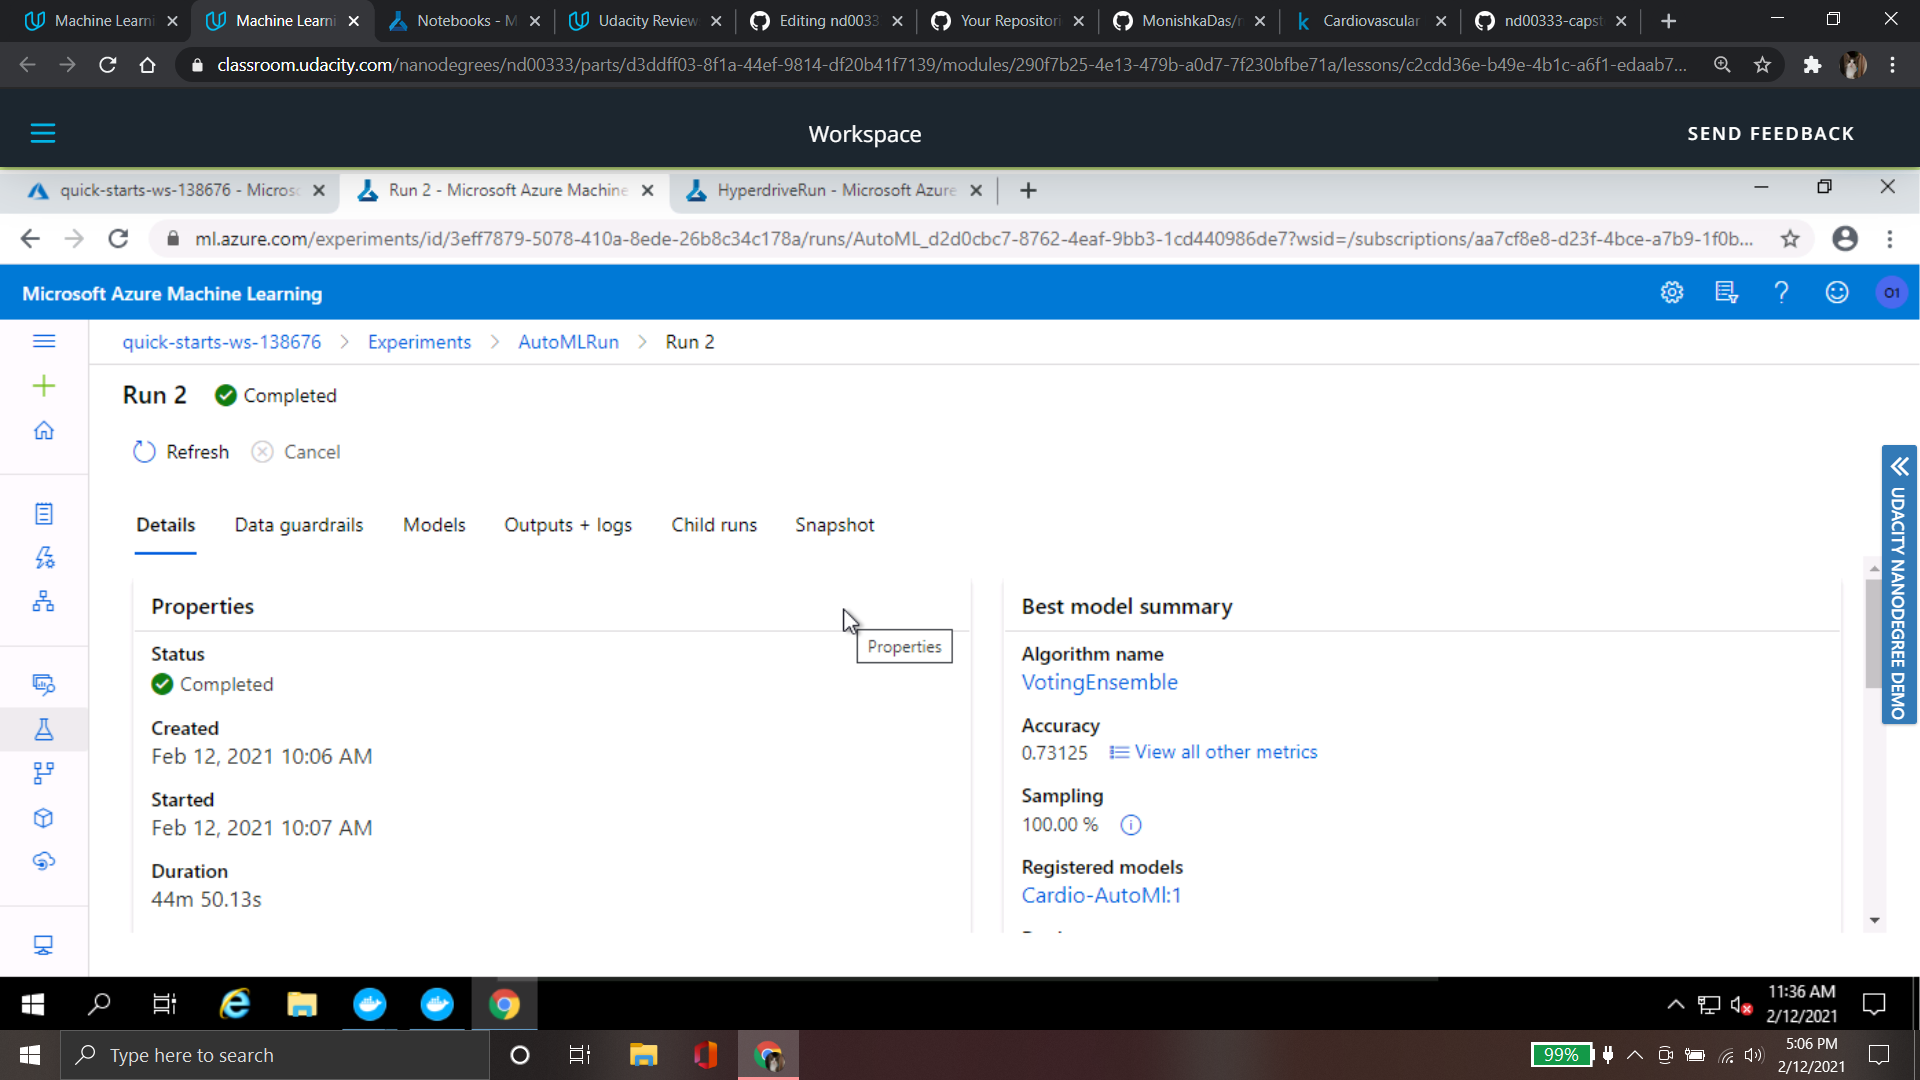 Machine Learni
Machine Learni
Notebooks - M
Udacity Review
Editing nd0033
Your Repositori
MonishkaDas/n
Cardiovascular
nd00333-capst
classroom.udacity.com/nanodegrees/nd00333/parts/d3ddff03-8f1a-44ef-9814-df20b41f7139/modules/290f7b25-4e13-479b-a0d7-7f230bfbe71a/lessons/c2cdd36e-b49e-4b1c-a6f1-edaab7...
Workspace
SEND FEEDBACK
quick-starts-ws-138676 - Micros
Run 2 - Microsoft Azure Machine
HyperdriveRun - Microsoft Azure
ml.azure.com/experiments/id/3eff7879-5078-410a-8ede-26b8c34c178a/runs/AutoML_d2d0cbc7-8762-4eaf-9bb3-1cd440986de7?wsid=/subscriptions/aa7cf8e8-d23f-4bce-a7b9-1f0b...
Microsoft Azure Machine Learning
O1
quick-starts-ws-138676 > Experiments > AutoMLRun > Run 2
Run 2 Completed
Refresh Cancel
Details Data guardrails Models Outputs + logs Child runs Snapshot
Properties
Status
Completed
Created
Feb 12, 2021 10:06 AM
Started
Feb 12, 2021 10:07 AM
Duration
44m 50.13s
Properties
Best model summary
Algorithm name
VotingEnsemble
Accuracy
0.73125 View all other metrics
Sampling
100.00 %
Registered models
Cardio-AutoMl:1
UDACITY NANODEGREE DEMO
11:36 AM
2/12/2021
Type here to search
99%
5:06 PM
2/12/2021